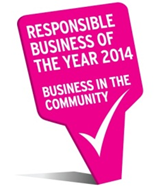 RESPONSIBLE
BUSINESS OF
THE YEAR 2014
BUSINESS IN THE
COMMUNITY